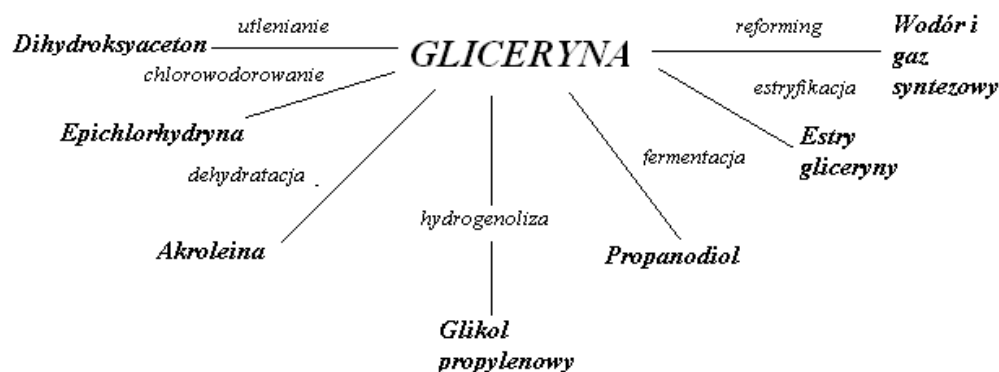 utlenianie
Dihydroksyaceton
GLICERYNA
reforming
Wodór i
gaz
syntezowy
chlorowodorowanie
estryfikacja
Epichlorhydryna
Estry
gliceryny
fermentacja
dehydratacja
hydrogenoliza
Akroleina
Propanodiol
Glikol
propylenowy